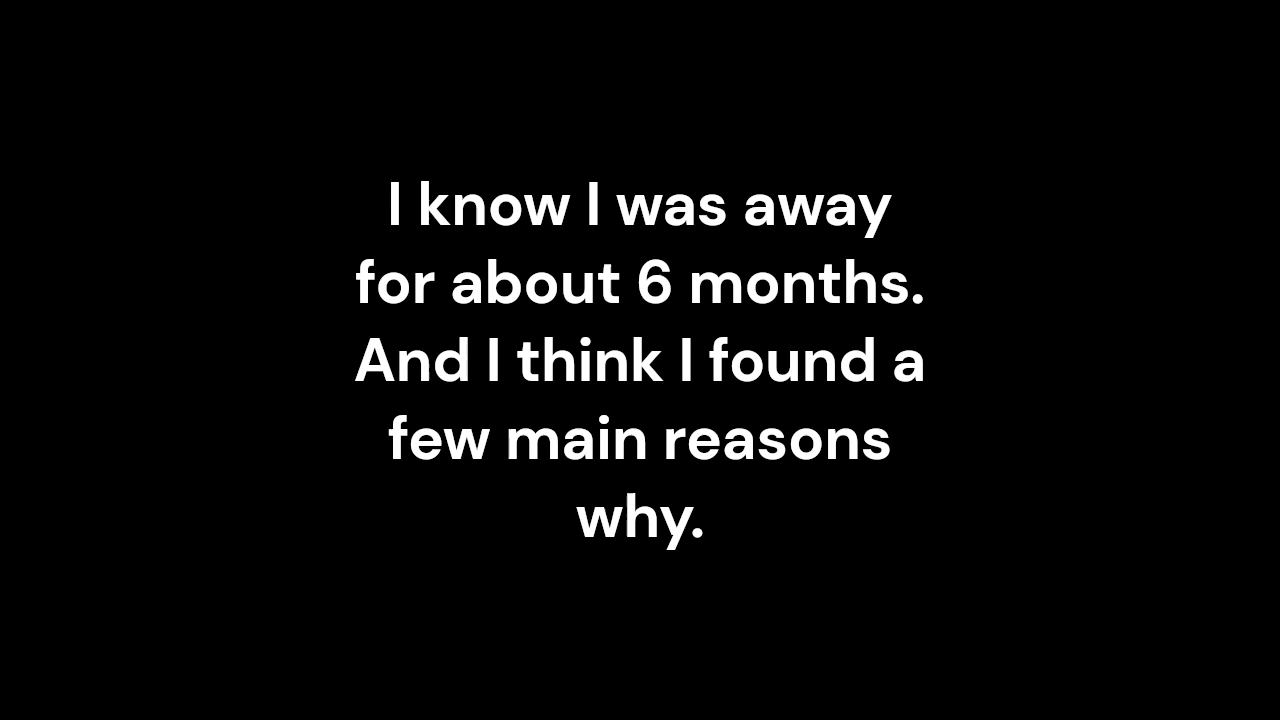 I know I was away
for about 6 months.
And I think I found a
few main reasons
why.